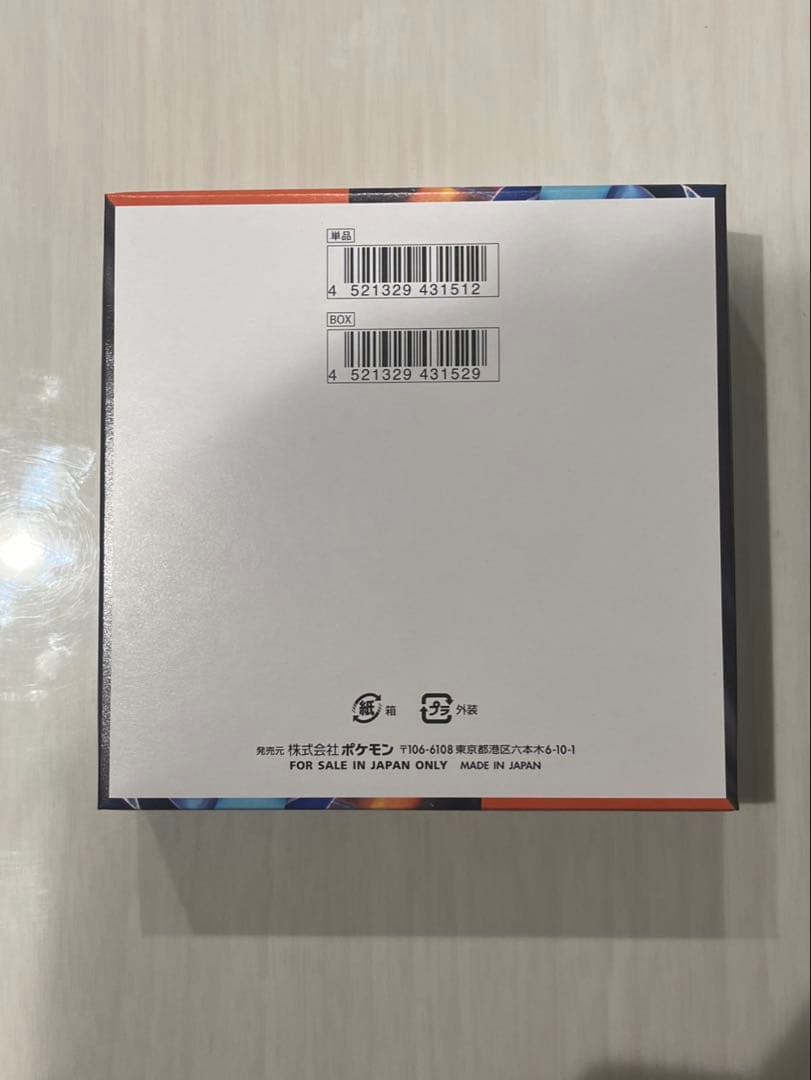 単品
4 521329 431512
BOX
4 521329 431529
紙 箱 プラ 外装
発売元 株式会社ポケモン 〒106-6108 東京都港区六本木6-10-1
FOR SALE IN JAPAN ONLY MADE IN JAPAN